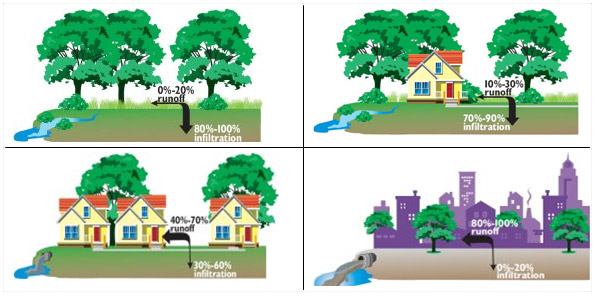 0%-20%
runoff
80%-100%
infiltration
10%-30%
runoff
70%-90%
infiltration
40%-70%
runoff
30%-60%
infiltration
80%-100%
runoff
0%-20%
infiltration